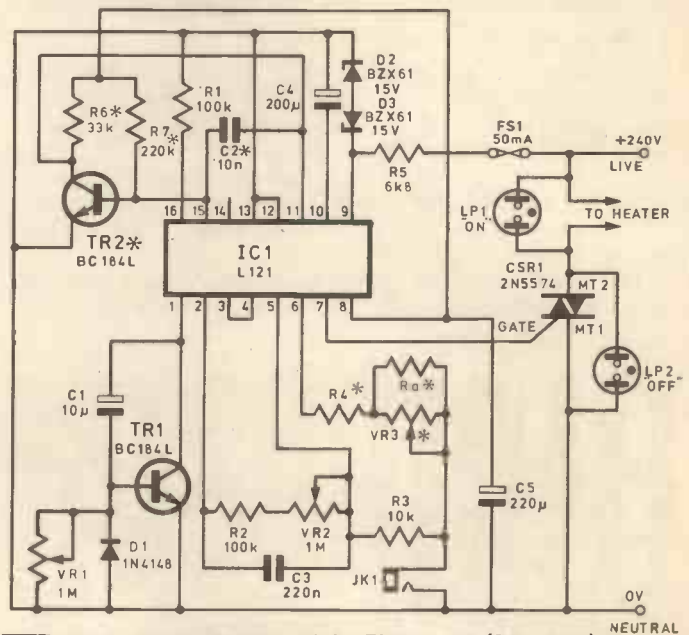 D2
BZX61
15V
D3
BZX61
15V
R1
100k
C4
200µ
R6*
33k
R7*
220k
C2*
10n
FS1
50mA
+240V
LIVE
R5
6k8
LP1
"ON"
TO HEATER
TR2*
BC184L
16 15 14 13 12 11 10 9
IC1
L121
1 2 3 4 5 6 7 8
CSR1
2N5574
MT2
GATE
MT1
LP2
"OFF"
C1
10µ
TR1
BC184L
R4*
Ra*
VR3
*
C5
220µ
R2
100k
VR2
1M
R3
10k
VR1
1M
D1
1N4148
C3
220n
JK1
0V
NEUTRAL